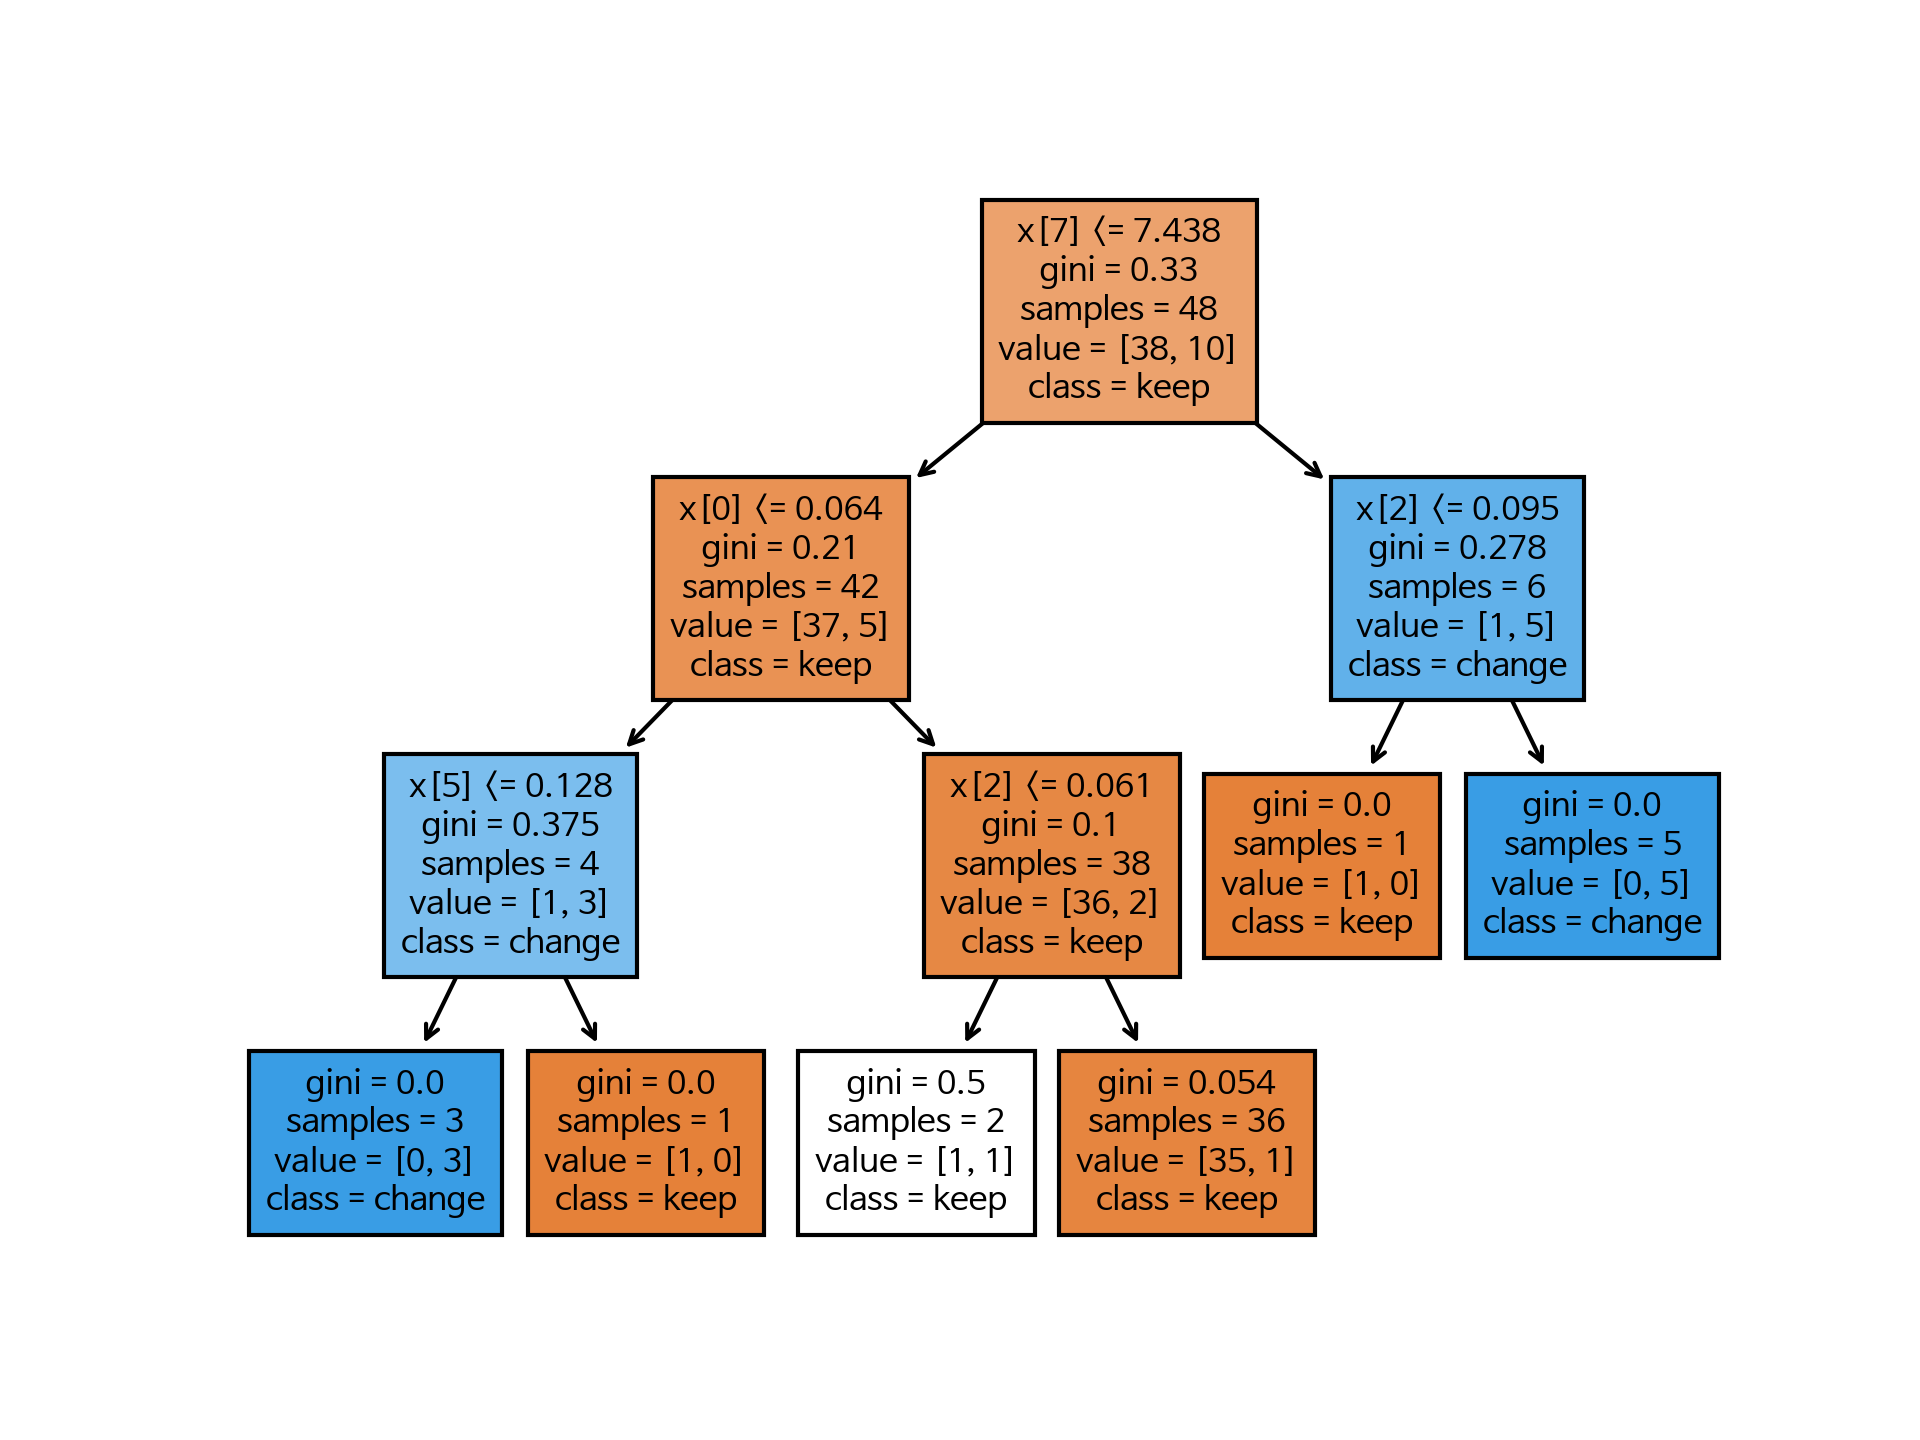 x[7] <= 7.438
gini = 0.33
samples = 48
value = [38, 10]
class = keep
x[0] <= 0.064
gini = 0.21
samples = 42
value = [37, 5]
class = keep
x[2] <= 0.095
gini = 0.278
samples = 6
value = [1, 5]
class = change
x[5] <= 0.128
gini = 0.375
samples = 4
value = [1, 3]
class = change
x[2] <= 0.061
gini = 0.1
samples = 38
value = [36, 2]
class = keep
gini = 0.0
samples = 1
value = [1, 0]
class = keep
gini = 0.0
samples = 5
value = [0, 5]
class = change
gini = 0.0
samples = 3
value = [0, 3]
class = change
gini = 0.0
samples = 1
value = [1, 0]
class = keep
gini = 0.5
samples = 2
value = [1, 1]
class = keep
gini = 0.054
samples = 36
value = [35, 1]
class = keep